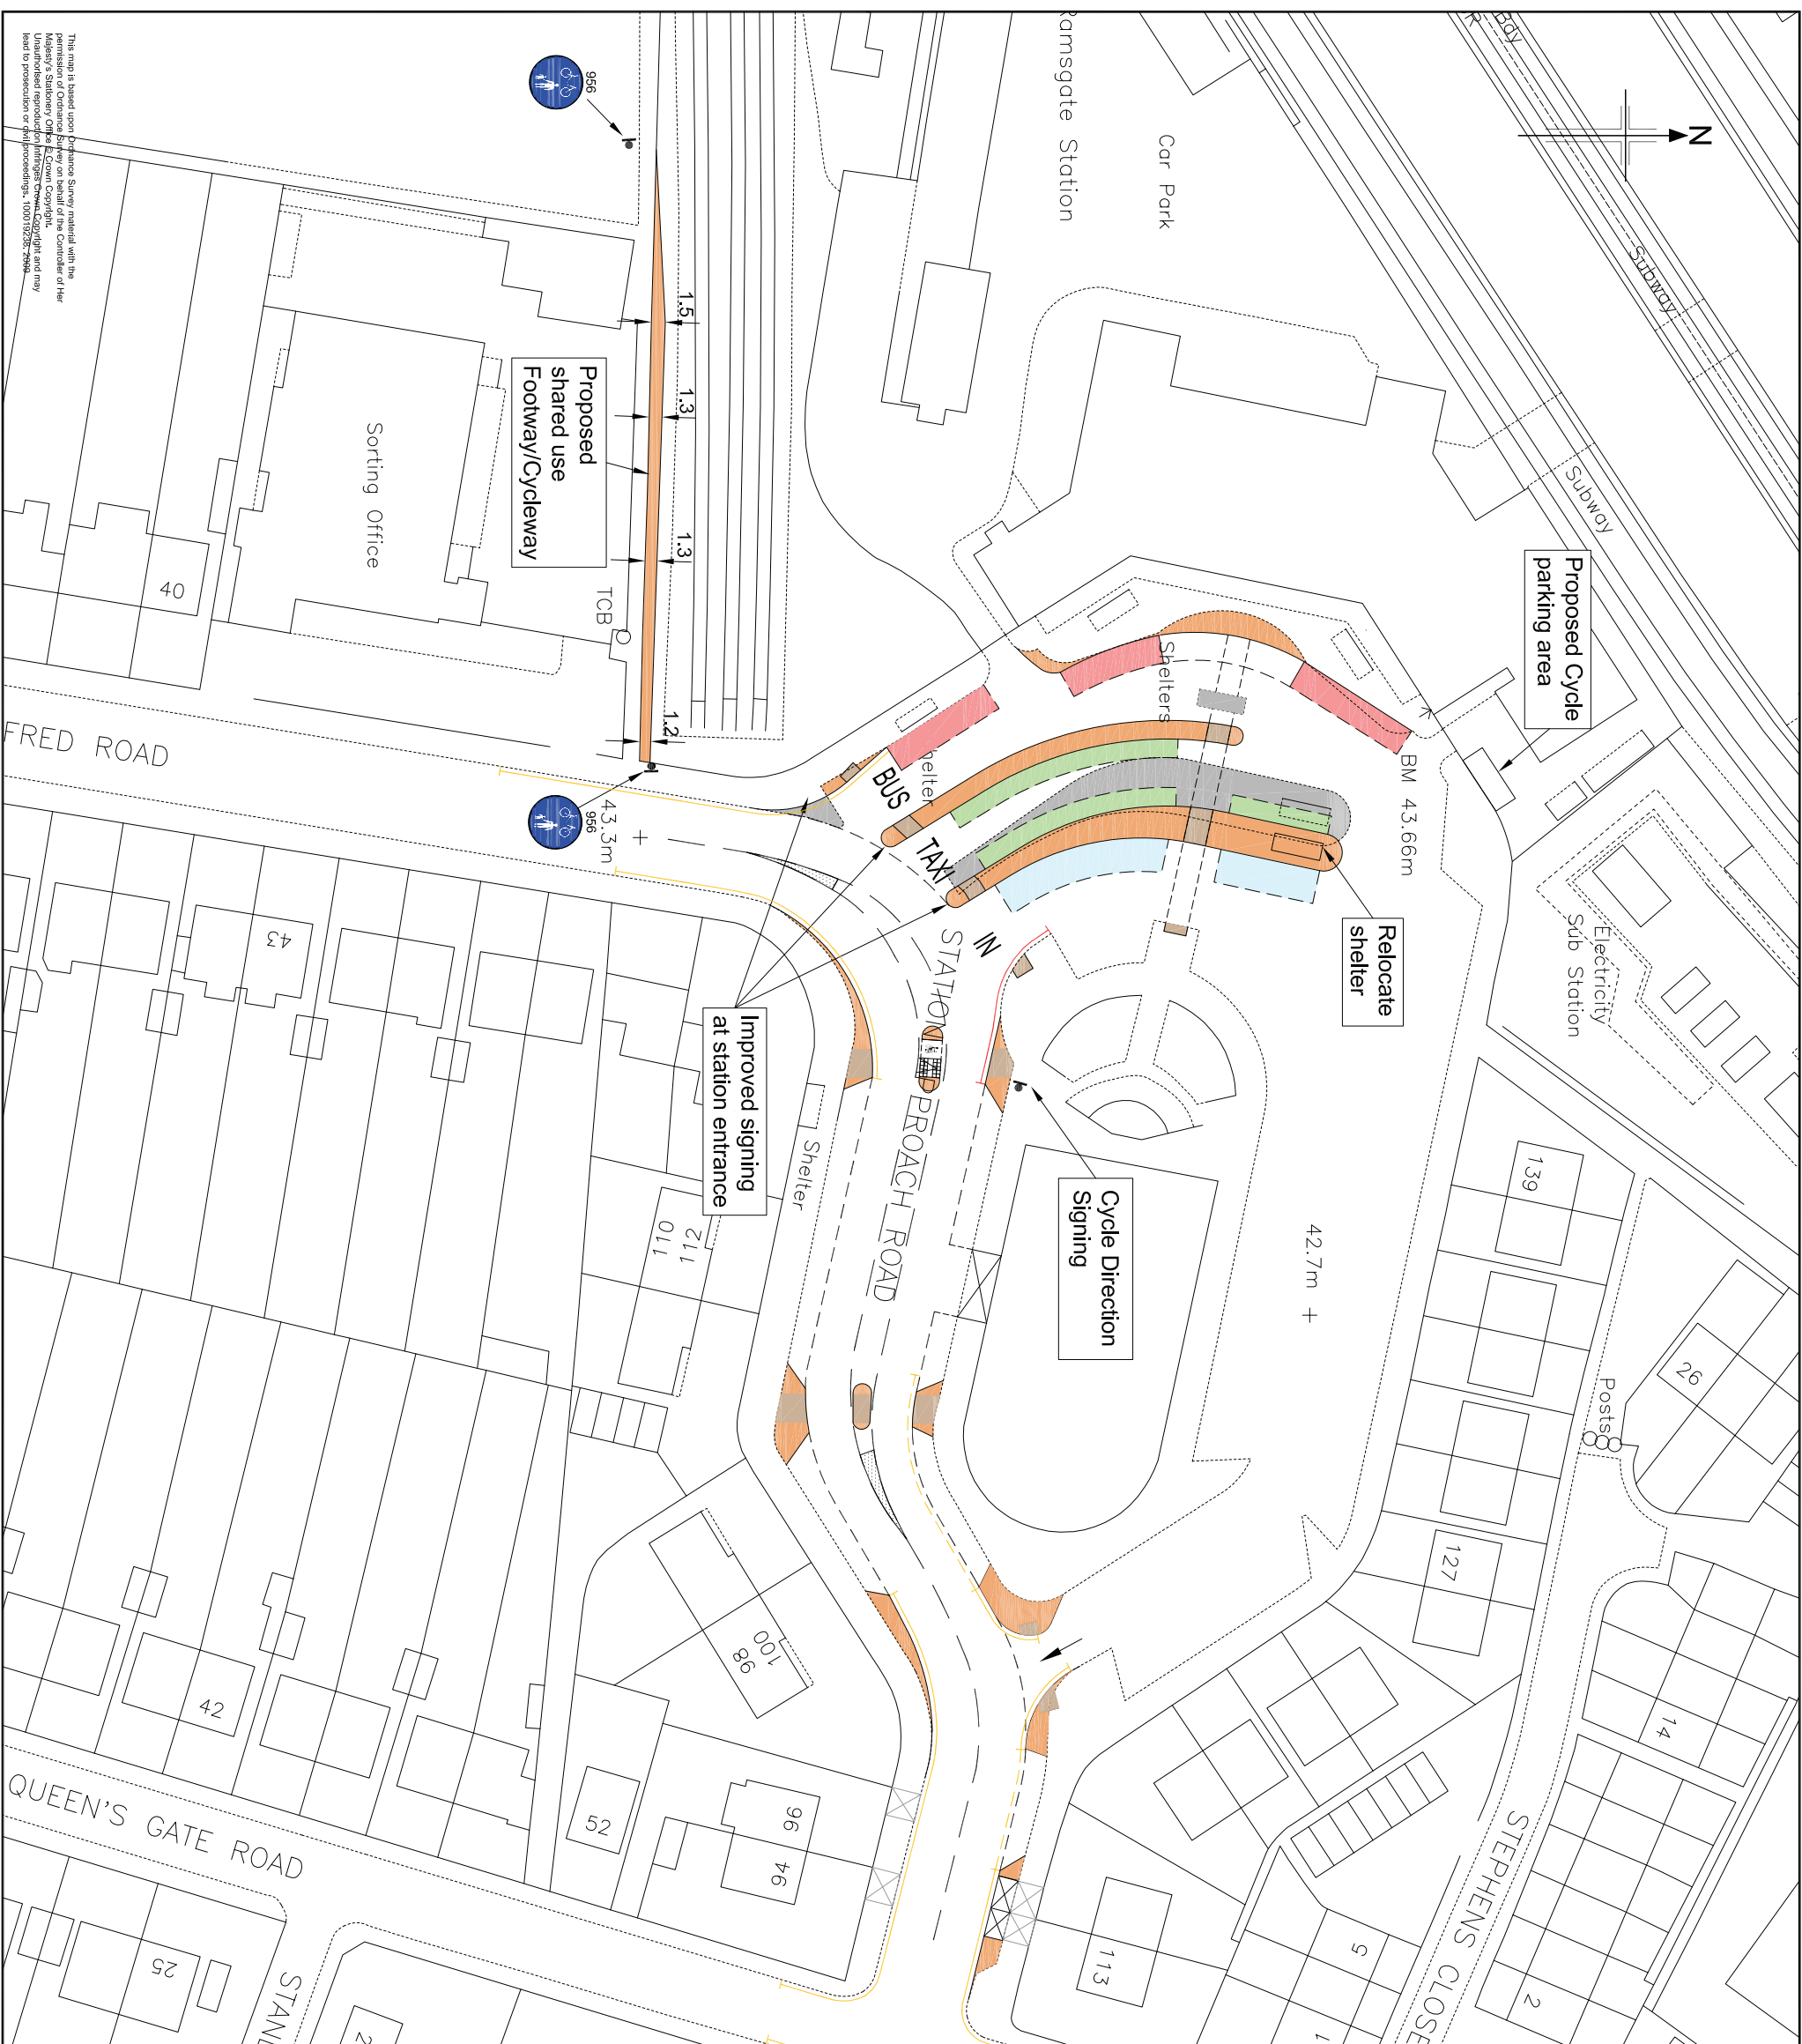 Bay
Subway
Subway
N
Ramsgate Station
Car Park
Proposed Cycle
parking area
956
1.5
1.3
1.3
1.2
Proposed
shared use
Footway/Cycleway
Sorting Office
TCB
40
Shelters
Shelter
BM 43.66m
BUS
TAXI
IN
Relocate
shelter
Electricity
Sub Station
FRED ROAD
43.3m
956
43
STATION
PROACH ROAD
Improved signing
at station entrance
Cycle Direction
Signing
Shelter
42.7m
139
26
Posts
127
14
110
112
100
98
42
52
96
94
113
5
2
25
QUEEN'S GATE ROAD
STEPHENS CLOSE
STAN
This map is based upon Ordnance Survey material with the
permission of Ordnance Survey on behalf of the Controller of Her
Majesty's Stationery Office © Crown Copyright.
Unauthorised reproduction infringes Crown Copyright and may
lead to prosecution or civil proceedings. 100019238, 2009